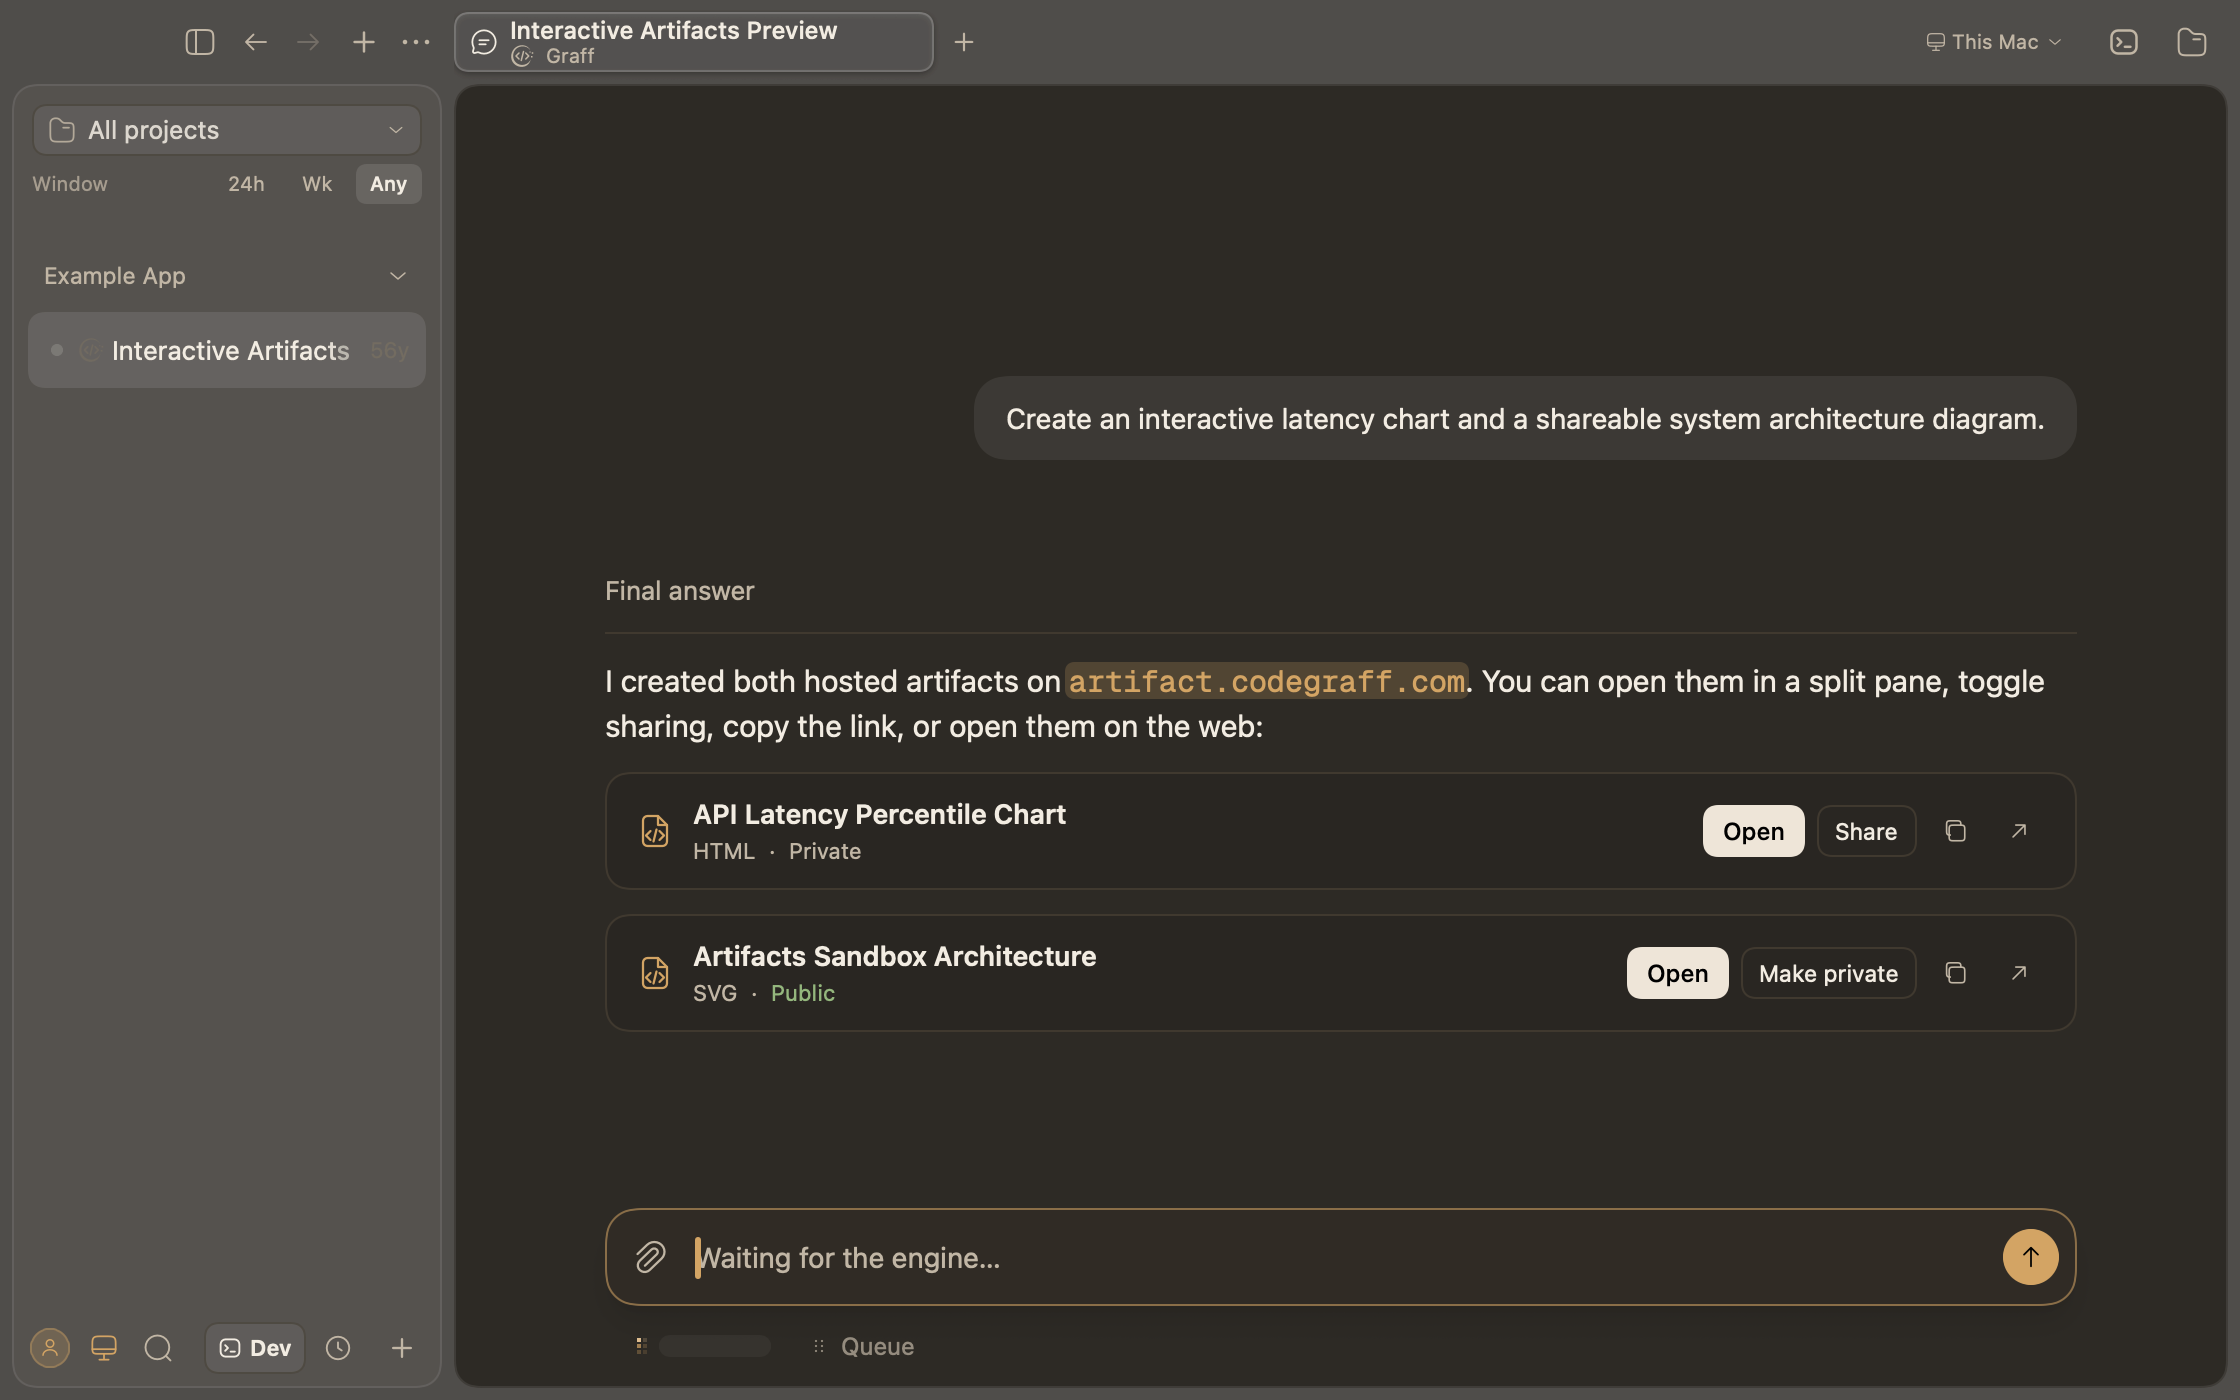 Interactive Artifacts Preview
Graff
This Mac
All projects
Window 24h Wk Any
Example App
Interactive Artifacts 56y
Create an interactive latency chart and a shareable system architecture diagram.
Final answer
I created both hosted artifacts on artifact.codegraff.com. You can open them in a split pane, toggle
sharing, copy the link, or open them on the web:
API Latency Percentile Chart
HTML · Private
Open Share
Artifacts Sandbox Architecture
SVG · Public
Open Make private
Waiting for the engine...
Queue
Dev